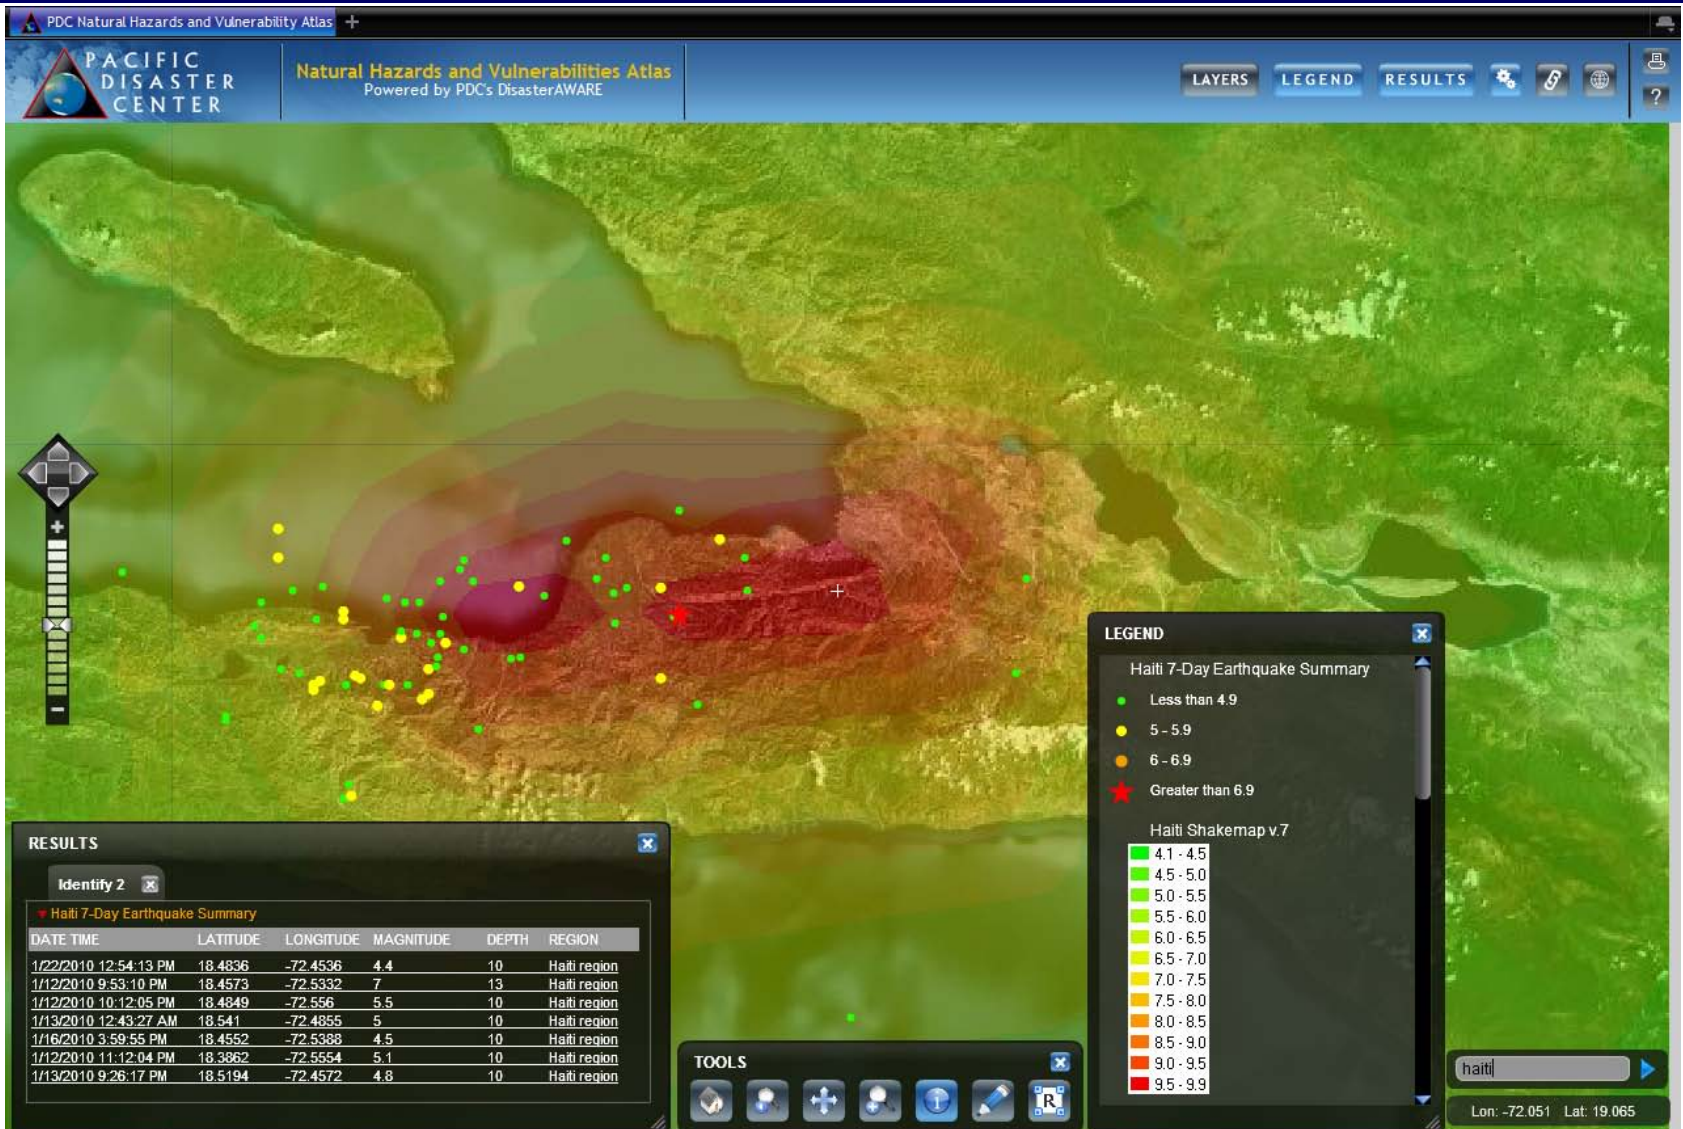 PDC Natural Hazards and Vulnerability Atlas
PACIFIC
DISASTER
CENTER
Natural Hazards and Vulnerabilities Atlas
Powered by PDC's DisasterAWARE
LAYERS LEGEND RESULTS
?
LEGEND
Haiti 7-Day Earthquake Summary
Less than 4.9
5 - 5.9
6 - 6.9
Greater than 6.9
Haiti Shakemap v.7
4.1 - 4.5
4.5 - 5.0
5.0 - 5.5
5.5 - 6.0
6.0 - 6.5
6.5 - 7.0
7.0 - 7.5
7.5 - 8.0
8.0 - 8.5
8.5 - 9.0
9.0 - 9.5
9.5 - 9.9
RESULTS
Identify 2
Haiti 7-Day Earthquake Summary
DATE TIME LATITUDE LONGITUDE MAGNITUDE DEPTH REGION
1/22/2010 12:54:13 PM 18.4836 -72.4536 4.4 10 Haiti region
1/12/2010 9:53:10 PM 18.4573 -72.5332 7 13 Haiti region
1/12/2010 10:12:05 PM 18.4849 -72.556 5.5 10 Haiti region
1/13/2010 12:43:27 AM 18.541 -72.4855 5 10 Haiti region
1/16/2010 3:59:55 PM 18.4552 -72.5388 4.5 10 Haiti region
1/12/2010 11:12:04 PM 18.3862 -72.5554 5.1 10 Haiti region
1/13/2010 9:26:17 PM 18.5194 -72.4572 4.8 10 Haiti region
TOOLS
R
haiti
Lon: -72.051 Lat: 19.065